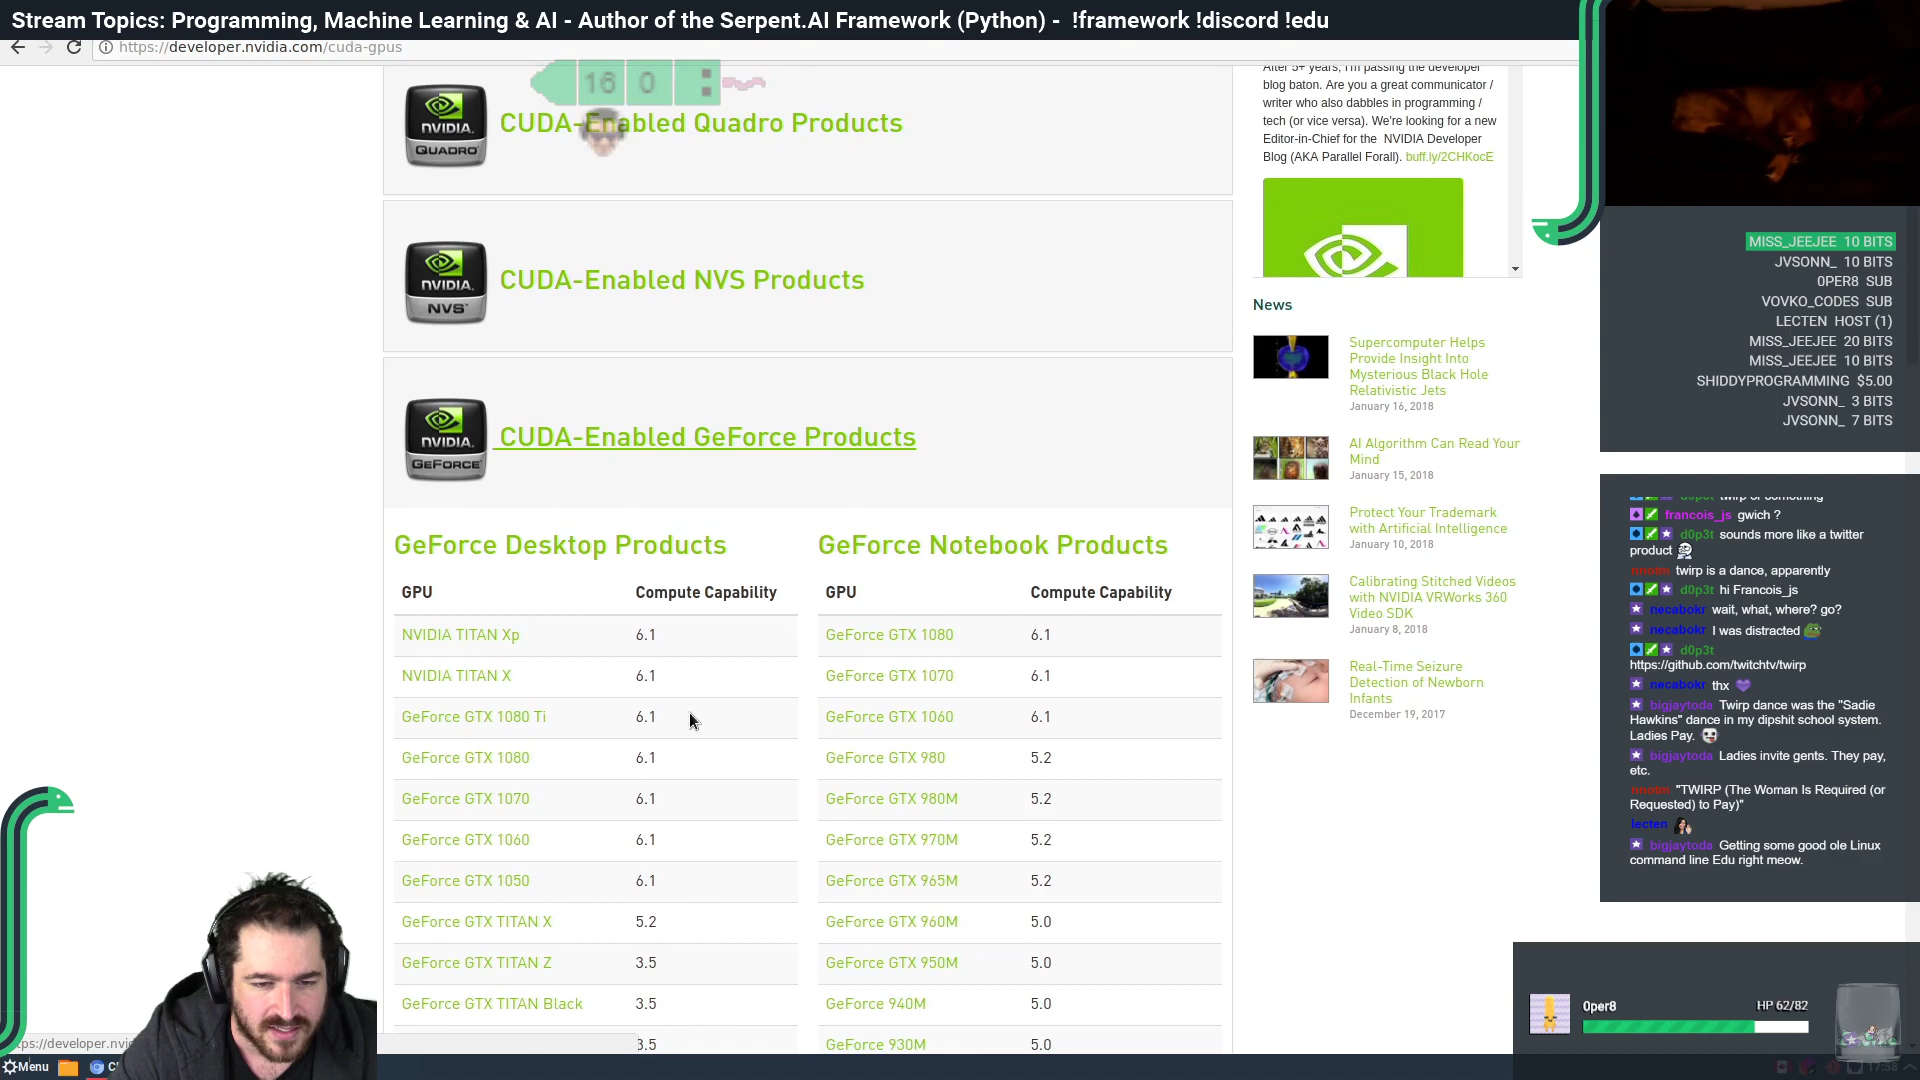 Stream Topics: Programming, Machine Learning & AI - Author of the Serpent.AI Framework (Python) - !framework !discord !edu
https://developer.nvidia.com/cuda-gpus
16 0 :
NVIDIA.
QUADRO
CUDA-Enabled Quadro Products
NVIDIA.
NVS
CUDA-Enabled NVS Products
NVIDIA.
GEFORCE
CUDA-Enabled GeForce Products
GeForce Desktop Products
GPU Compute Capability
NVIDIA TITAN Xp 6.1
NVIDIA TITAN X 6.1
GeForce GTX 1080 Ti 6.1
GeForce GTX 1080 6.1
GeForce GTX 1070 6.1
GeForce GTX 1060 6.1
GeForce GTX 1050 6.1
GeForce GTX TITAN X 5.2
GeForce GTX TITAN Z 3.5
GeForce GTX TITAN Black 3.5
3.5
GeForce Notebook Products
GPU Compute Capability
GeForce GTX 1080 6.1
GeForce GTX 1070 6.1
GeForce GTX 1060 6.1
GeForce GTX 980 5.2
GeForce GTX 980M 5.2
GeForce GTX 970M 5.2
GeForce GTX 965M 5.2
GeForce GTX 960M 5.0
GeForce GTX 950M 5.0
GeForce 940M 5.0
GeForce 930M 5.0
After 5+ years, I'm passing the developer
blog baton. Are you a great communicator /
writer who also dabbles in programming /
tech (or vice versa). We're looking for a new
Editor-in-Chief for the NVIDIA Developer
Blog (AKA Parallel Forall). buff.ly/2CHKocE
News
Supercomputer Helps
Provide Insight Into
Mysterious Black Hole
Relativistic Jets
January 16, 2018
AI Algorithm Can Read Your
Mind
January 15, 2018
Protect Your Trademark
with Artificial Intelligence
January 10, 2018
Calibrating Stitched Videos
with NVIDIA VRWorks 360
Video SDK
January 8, 2018
Real-Time Seizure
Detection of Newborn
Infants
December 19, 2017
MISS_JEEJEE 10 BITS
JVSONN_ 10 BITS
0PER8 SUB
VOVKO_CODES SUB
LECTEN HOST (1)
MISS_JEEJEE 20 BITS
MISS_JEEJEE 10 BITS
SHIDDYPROGRAMMING $5.00
JVSONN_ 3 BITS
JVSONN_ 7 BITS
d0p3t twirp or something
francois_js gwich ?
d0p3t sounds more like a twitter
product
nnotm twirp is a dance, apparently
d0p3t hi Francois_js
necabokr wait, what, where? go?
necabokr I was distracted
d0p3t
https://github.com/twitchtv/twirp
necabokr thx
bigjaytoda Twirp dance was the "Sadie
Hawkins" dance in my dipshit school system.
Ladies Pay.
bigjaytoda Ladies invite gents. They pay,
etc.
nnotm "TWIRP (The Woman Is Required (or
Requested) to Pay)"
lecten
bigjaytoda Getting some good ole Linux
command line Edu right meow.
0per8 HP 62/82
Menu
17:58